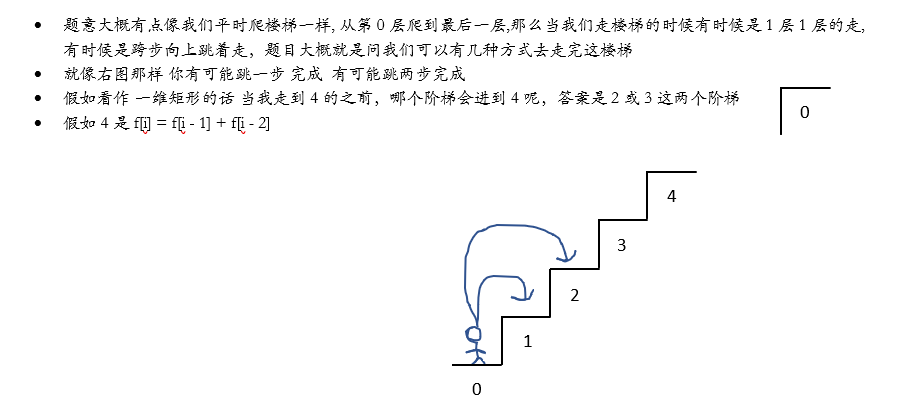 题意大概有点像我们平时爬楼梯一样, 从第 0 层爬到最后一层,那么当我们走楼梯的时候有时候是 1 层 1 层的走,
有时候是跨步向上跳着走，题目大概就是问我们可以有几种方式去走完这楼梯
就像右图那样 你有可能跳一步 完成 有可能跳两步完成
假如看作 一维矩形的话 当我走到 4 的之前，哪个阶梯会进到 4 呢，答案是 2 或 3 这两个阶梯
假如 4 是 f[i] = f[i - 1] + f[i - 2]
0
4
3
2
1
0